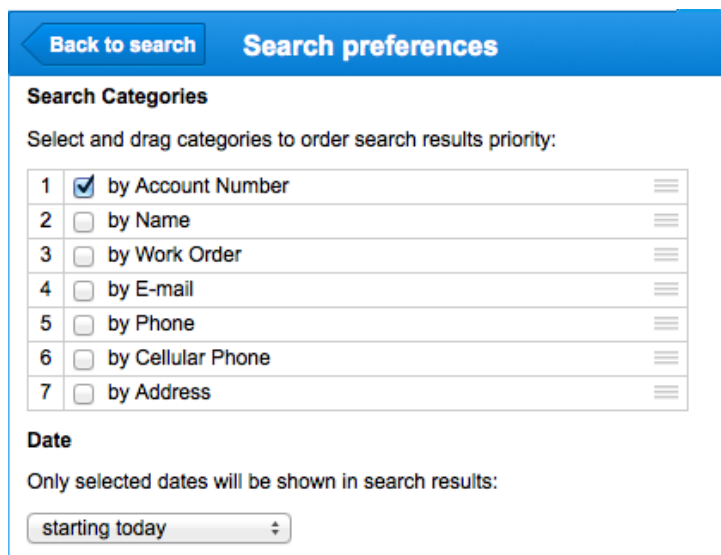 Back to search Search preferences
Search Categories
Select and drag categories to order search results priority:
1 by Account Number
2 by Name
3 by Work Order
4 by E-mail
5 by Phone
6 by Cellular Phone
7 by Address
Date
Only selected dates will be shown in search results:
starting today